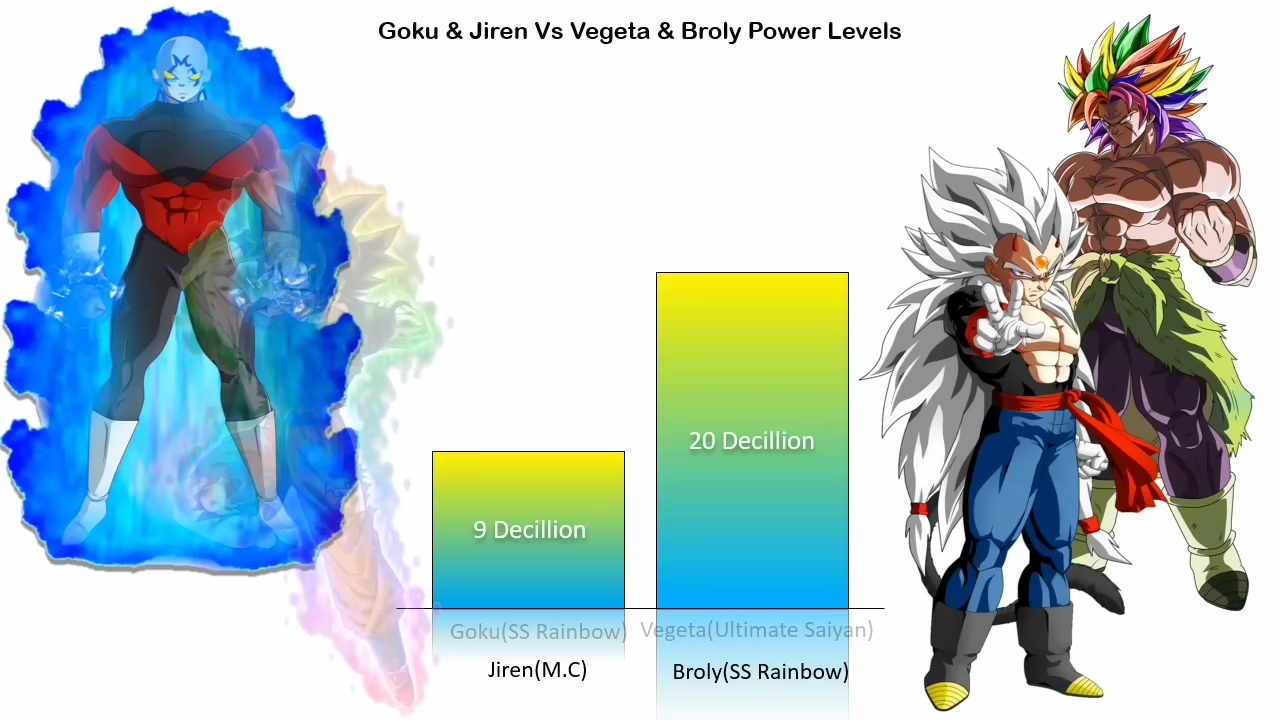 Goku & Jiren Vs Vegeta & Broly Power Levels
20 Decillion
9 Decillion
Goku(SS Rainbow)
Vegeta(Ultimate Saiyan)
Jiren(M.C)
Broly(SS Rainbow)